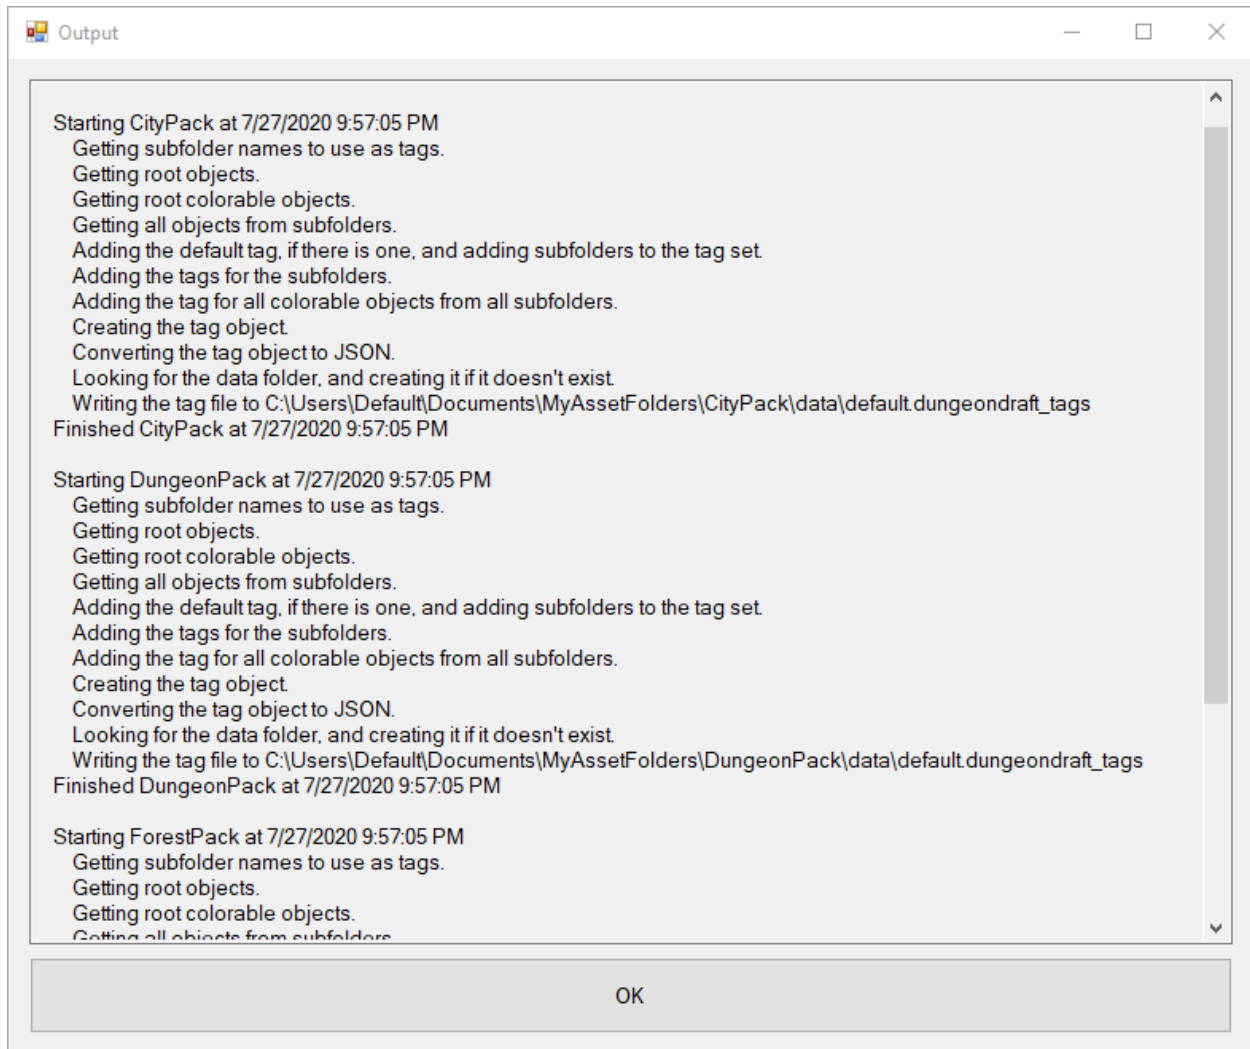 Output
Starting CityPack at 7/27/2020 9:57:05 PM
Getting subfolder names to use as tags.
Getting root objects.
Getting root colorable objects.
Getting all objects from subfolders.
Adding the default tag, if there is one, and adding subfolders to the tag set.
Adding the tags for the subfolders.
Adding the tag for all colorable objects from all subfolders.
Creating the tag object.
Converting the tag object to JSON.
Looking for the data folder, and creating it if it doesn't exist.
Writing the tag file to C:\Users\Default\Documents\MyAssetFolders\CityPack\data\default.dungeondraft_tags
Finished CityPack at 7/27/2020 9:57:05 PM
Starting DungeonPack at 7/27/2020 9:57:05 PM
Getting subfolder names to use as tags.
Getting root objects.
Getting root colorable objects.
Getting all objects from subfolders.
Adding the default tag, if there is one, and adding subfolders to the tag set.
Adding the tags for the subfolders.
Adding the tag for all colorable objects from all subfolders.
Creating the tag object.
Converting the tag object to JSON.
Looking for the data folder, and creating it if it doesn't exist.
Writing the tag file to C:\Users\Default\Documents\MyAssetFolders\DungeonPack\data\default.dungeondraft_tags
Finished DungeonPack at 7/27/2020 9:57:05 PM
Starting ForestPack at 7/27/2020 9:57:05 PM
Getting subfolder names to use as tags.
Getting root objects.
Getting root colorable objects.
Getting all objects from subfolders.
OK